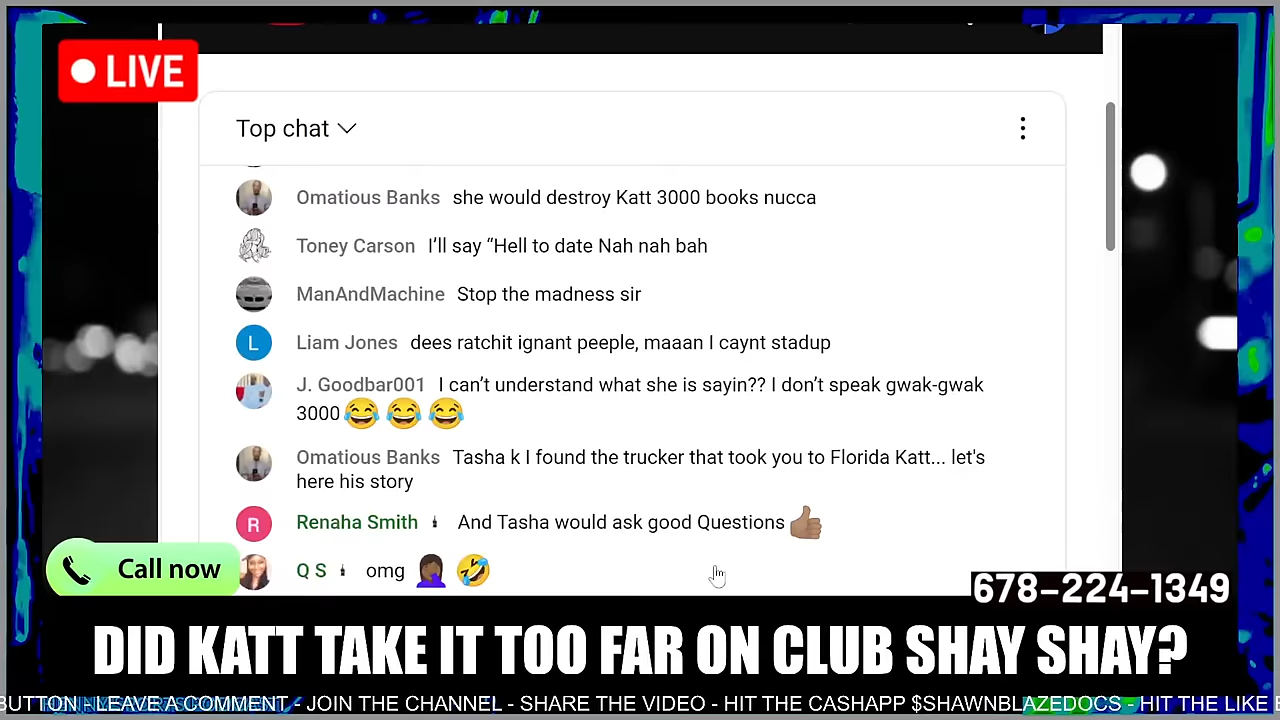 LIVE
Top chat
Omatious Banks she would destroy Katt 3000 books nucca
Toney Carson I’ll say “Hell to date Nah nah bah
ManAndMachine Stop the madness sir
L Liam Jones dees ratchit ignant peeple, maaan I caynt stadup
J. Goodbar001 I can’t understand what she is sayin?? I don’t speak gwak-gwak
3000😂😂😂
Omatious Banks Tasha k I found the trucker that took you to Florida Katt... let's
here his story
R Renaha Smith And Tasha would ask good Questions 👍🏽
Q S omg 🤦🏾‍♀️ 🤣
Call now
678-224-1349
DID KATT TAKE IT TOO FAR ON CLUB SHAY SHAY?
BUTTON - LEAVE A COMMENT - JOIN THE CHANNEL - SHARE THE VIDEO - HIT THE CASHAPP $SHAWNBLAZEDOCS - HIT THE LIKE